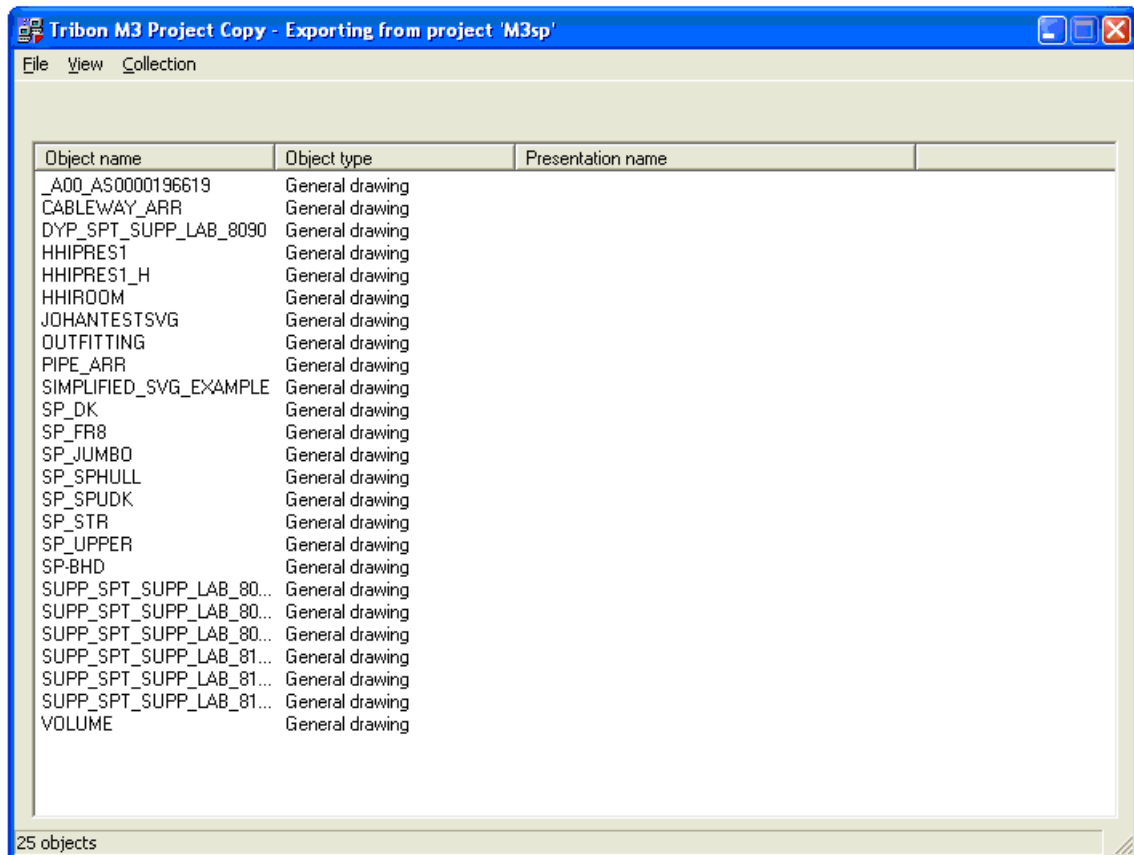 Tribon M3 Project Copy - Exporting from project 'M3sp'
File View Collection
Object name Object type Presentation name
_A00_AS0000196619 General drawing
CABLEWAY_ARR General drawing
DYP_SPT_SUPP_LAB_8090 General drawing
HHIPRES1 General drawing
HHIPRES1_H General drawing
HHIROOM General drawing
JOHANTESTSVG General drawing
OUTFITTING General drawing
PIPE_ARR General drawing
SIMPLIFIED_SVG_EXAMPLE General drawing
SP_DK General drawing
SP_FR8 General drawing
SP_JUMBO General drawing
SP_SPHULL General drawing
SP_SPUDK General drawing
SP_STR General drawing
SP_UPPER General drawing
SP-BHD General drawing
SUPP_SPT_SUPP_LAB_80... General drawing
SUPP_SPT_SUPP_LAB_80... General drawing
SUPP_SPT_SUPP_LAB_80... General drawing
SUPP_SPT_SUPP_LAB_81... General drawing
SUPP_SPT_SUPP_LAB_81... General drawing
SUPP_SPT_SUPP_LAB_81... General drawing
VOLUME General drawing
25 objects